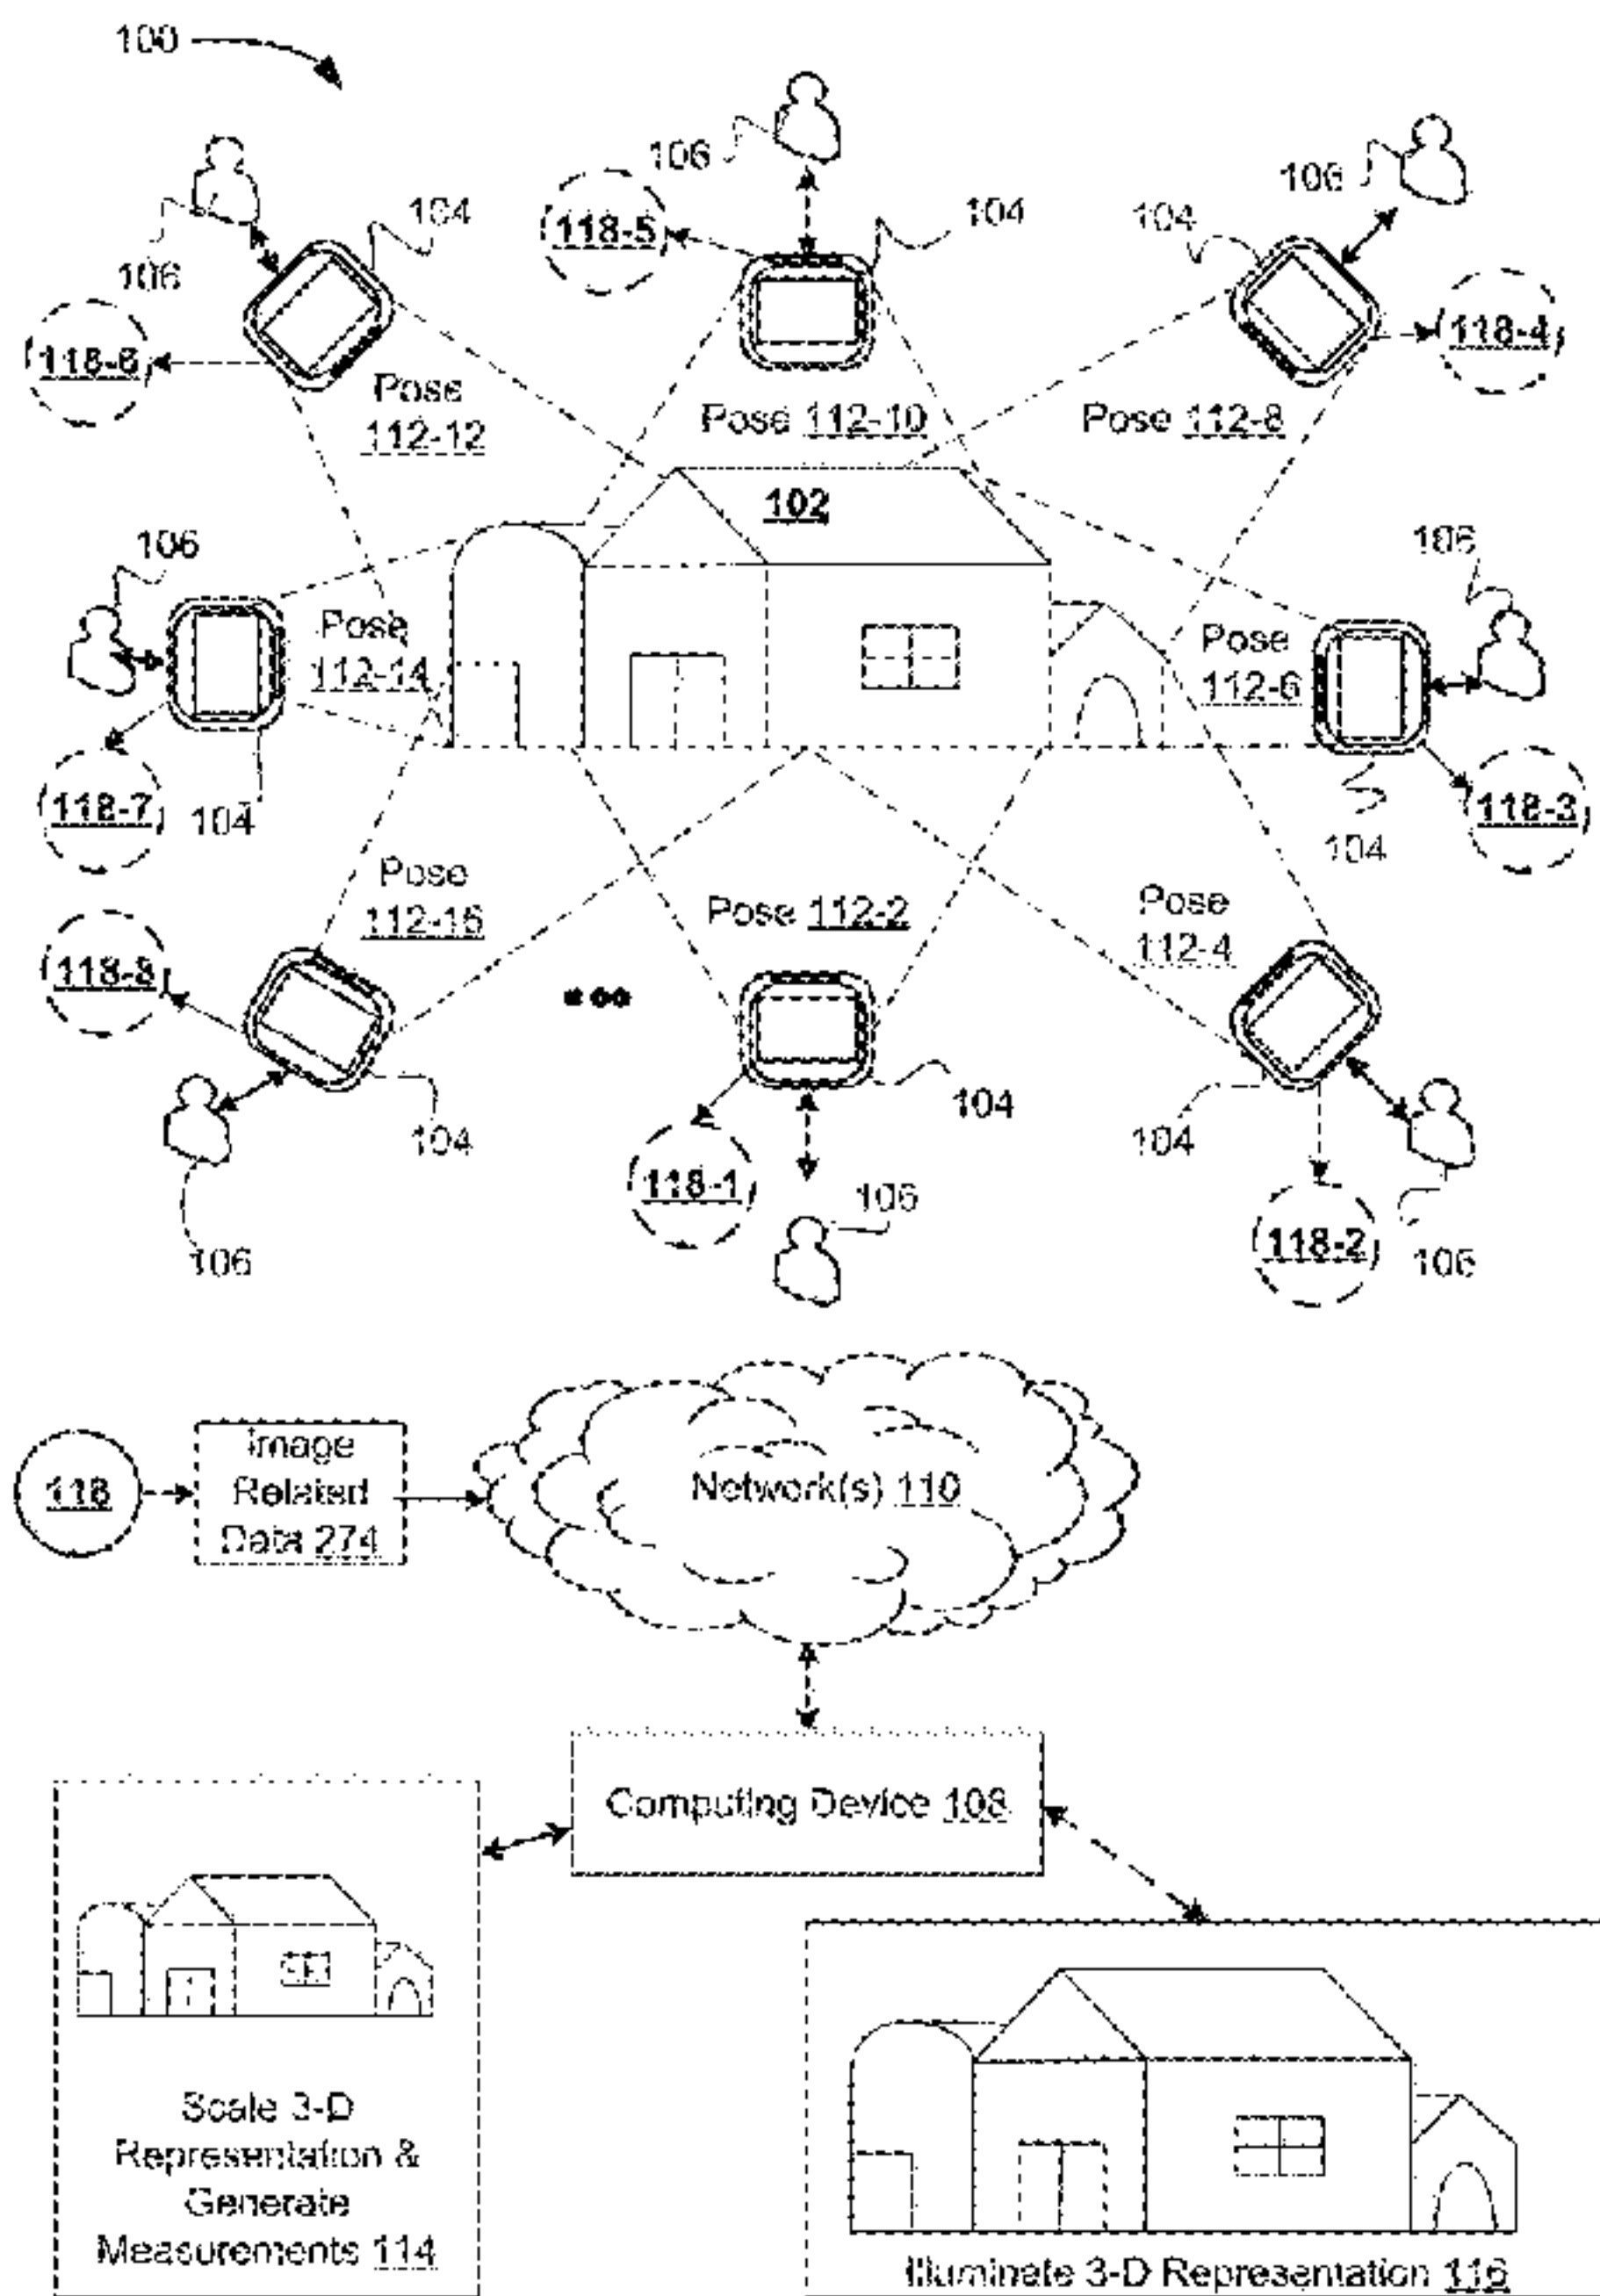 100
106
106
106
104
104
104
118-5
106
118-6
118-4
Pose
112-12
Pose 112-10
Pose 112-8
102
106
106
Pose
112-14
Pose
112-6
118-7
104
118-3
104
Pose
112-16
Pose 112-2
Pose
112-4
118-8
104
104
104
118-1
106
106
118-2
106
Image
Related
Data 274
118
Network(s) 110
Computing Device 108
Scale 3-D
Representation &
Generate
Measurements 114
Illuminate 3-D Representation 116